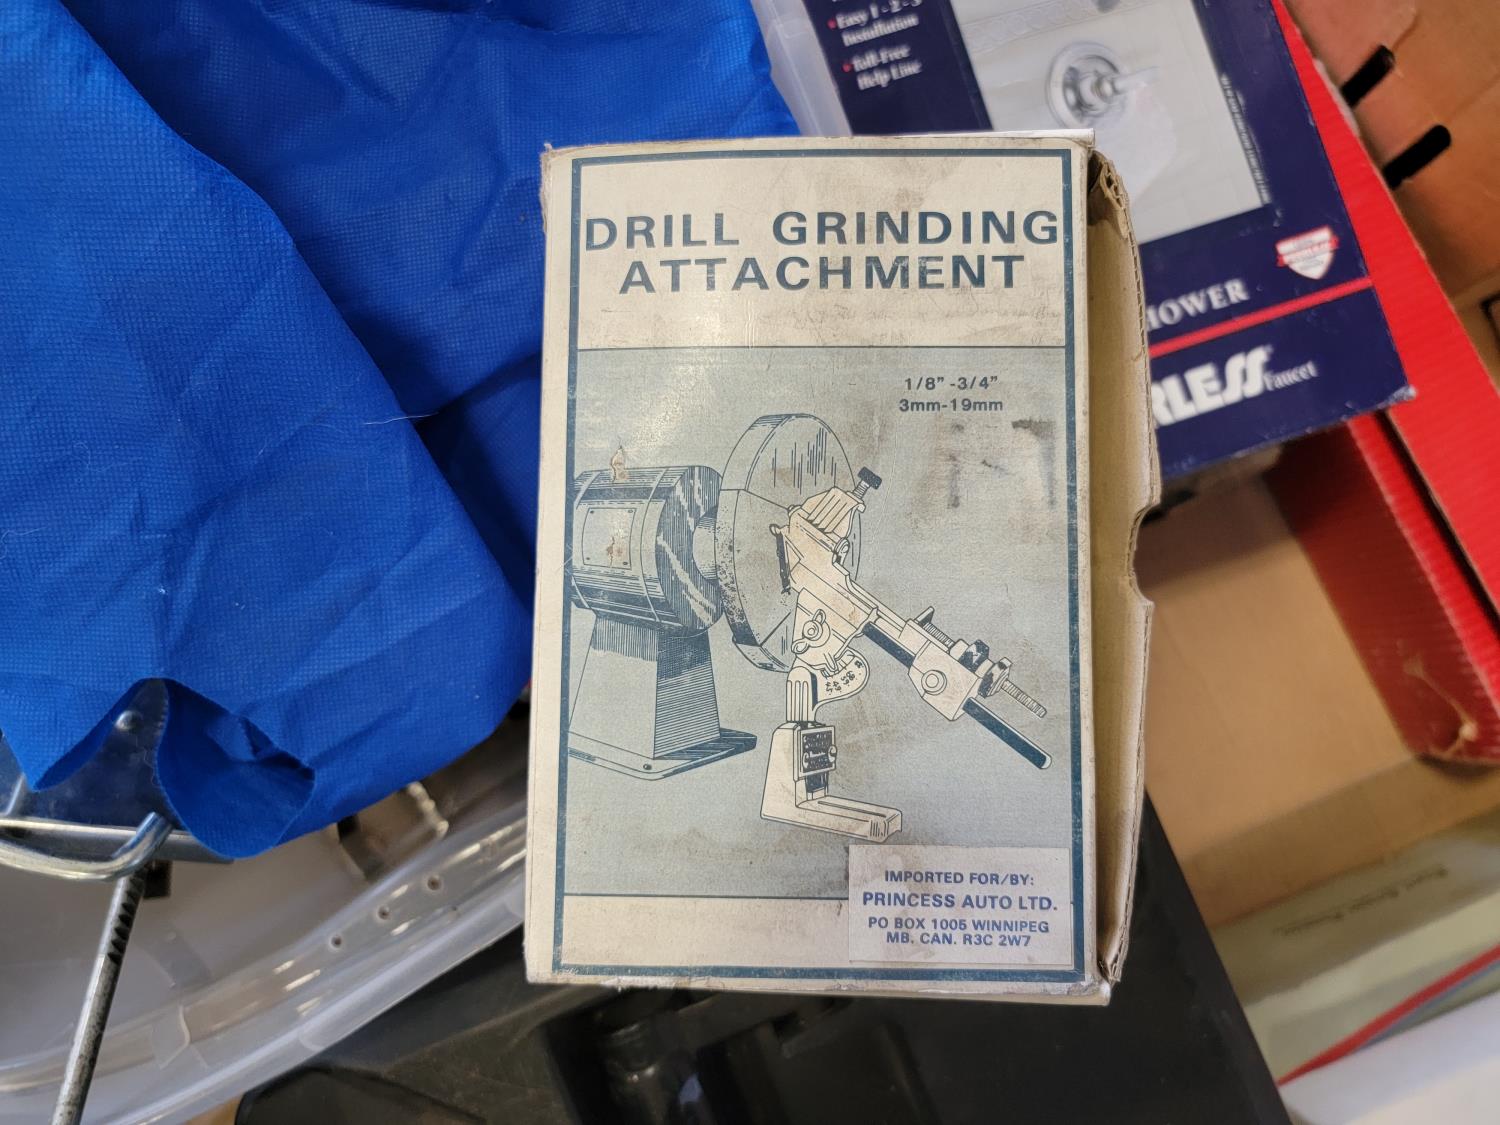 • Easy 1 - 2 - 3
Installation
• Toll-Free
Help Line
HOWER
RLESS Faucet
DRILL GRINDING
ATTACHMENT
1/8" -3/4"
3mm-19mm
IMPORTED FOR/BY:
PRINCESS AUTO LTD.
PO BOX 1005 WINNIPEG
MB. CAN. R3C 2W7